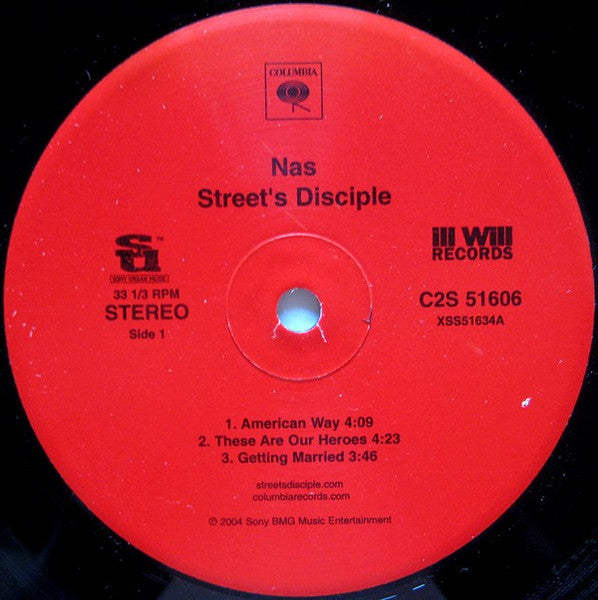 COLUMBIA
Nas
Street's Disciple
SU™
SONY URBAN MUSIC
33 1/3 RPM
STEREO
Side 1
ill Will
RECORDS
C2S 51606
XSS51634A
1. American Way 4:09
2. These Are Our Heroes 4:23
3. Getting Married 3:46
streetsdisciple.com
columbiarecords.com
℗ 2004 Sony BMG Music Entertainment